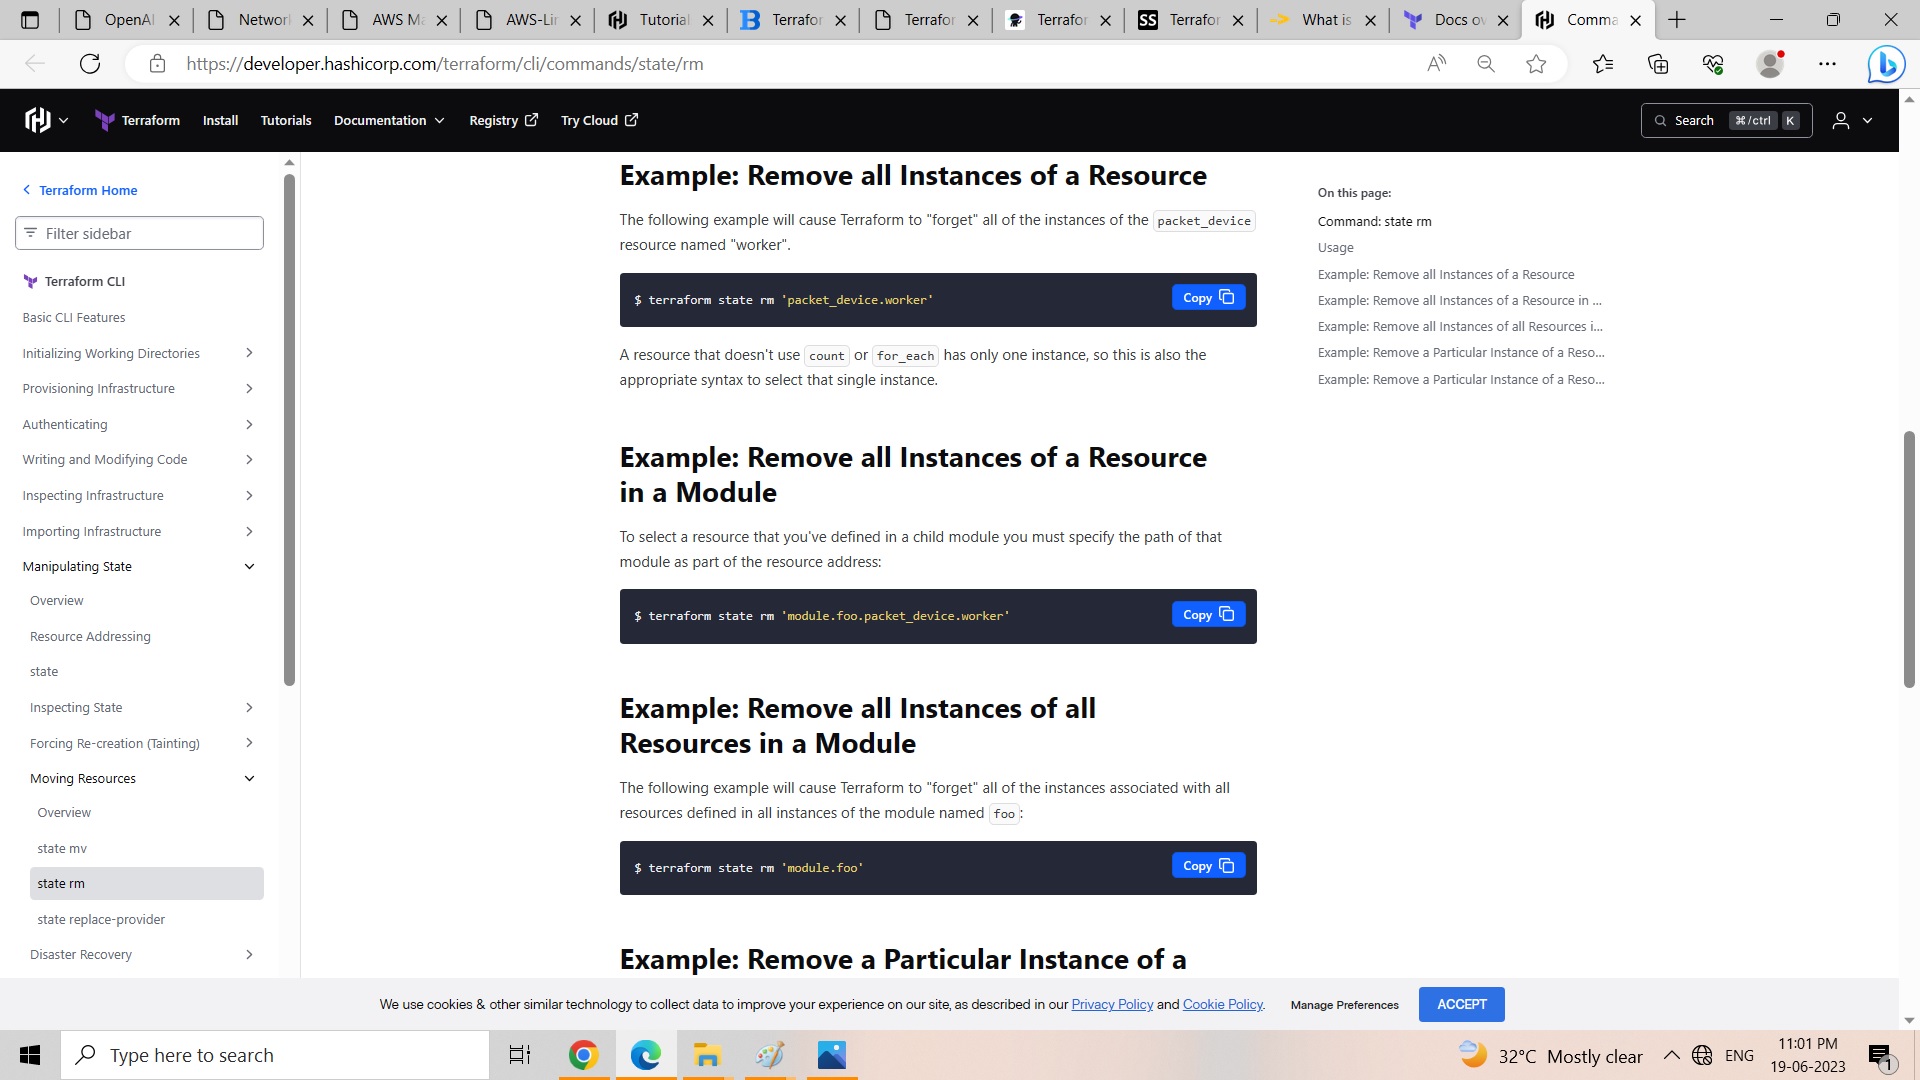 OpenAI
Network
AWS Ma
AWS-Lin
Tutorial
Terrafor
Terrafor
Terrafor
Terrafor
What is
Docs ov
Comma
https://developer.hashicorp.com/terraform/cli/commands/state/rm
Terraform
Install
Tutorials
Documentation
Registry
Try Cloud
Search
⌘/ctrl
K
Terraform Home
Filter sidebar
Terraform CLI
Basic CLI Features
Initializing Working Directories
Provisioning Infrastructure
Authenticating
Writing and Modifying Code
Inspecting Infrastructure
Importing Infrastructure
Manipulating State
Overview
Resource Addressing
state
Inspecting State
Forcing Re-creation (Tainting)
Moving Resources
Overview
state mv
state rm
state replace-provider
Disaster Recovery
Example: Remove all Instances of a Resource
The following example will cause Terraform to "forget" all of the instances of the packet_device
resource named "worker".
$ terraform state rm 'packet_device.worker'
Copy
A resource that doesn't use count or for_each has only one instance, so this is also the
appropriate syntax to select that single instance.
Example: Remove all Instances of a Resource
in a Module
To select a resource that you've defined in a child module you must specify the path of that
module as part of the resource address:
$ terraform state rm 'module.foo.packet_device.worker'
Copy
Example: Remove all Instances of all
Resources in a Module
The following example will cause Terraform to "forget" all of the instances associated with all
resources defined in all instances of the module named foo:
$ terraform state rm 'module.foo'
Copy
Example: Remove a Particular Instance of a
On this page:
Command: state rm
Usage
Example: Remove all Instances of a Resource
Example: Remove all Instances of a Resource in ...
Example: Remove all Instances of all Resources i...
Example: Remove a Particular Instance of a Reso...
Example: Remove a Particular Instance of a Reso...
We use cookies & other similar technology to collect data to improve your experience on our site, as described in our Privacy Policy and Cookie Policy.
Manage Preferences
ACCEPT
Type here to search
32°C Mostly clear
ENG
11:01 PM
19-06-2023
1